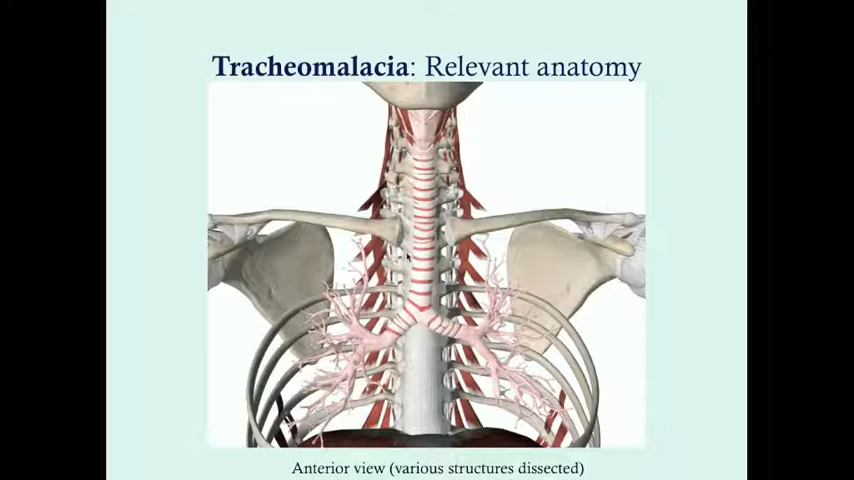 Tracheomalacia: Relevant anatomy
Anterior view (various structures dissected)